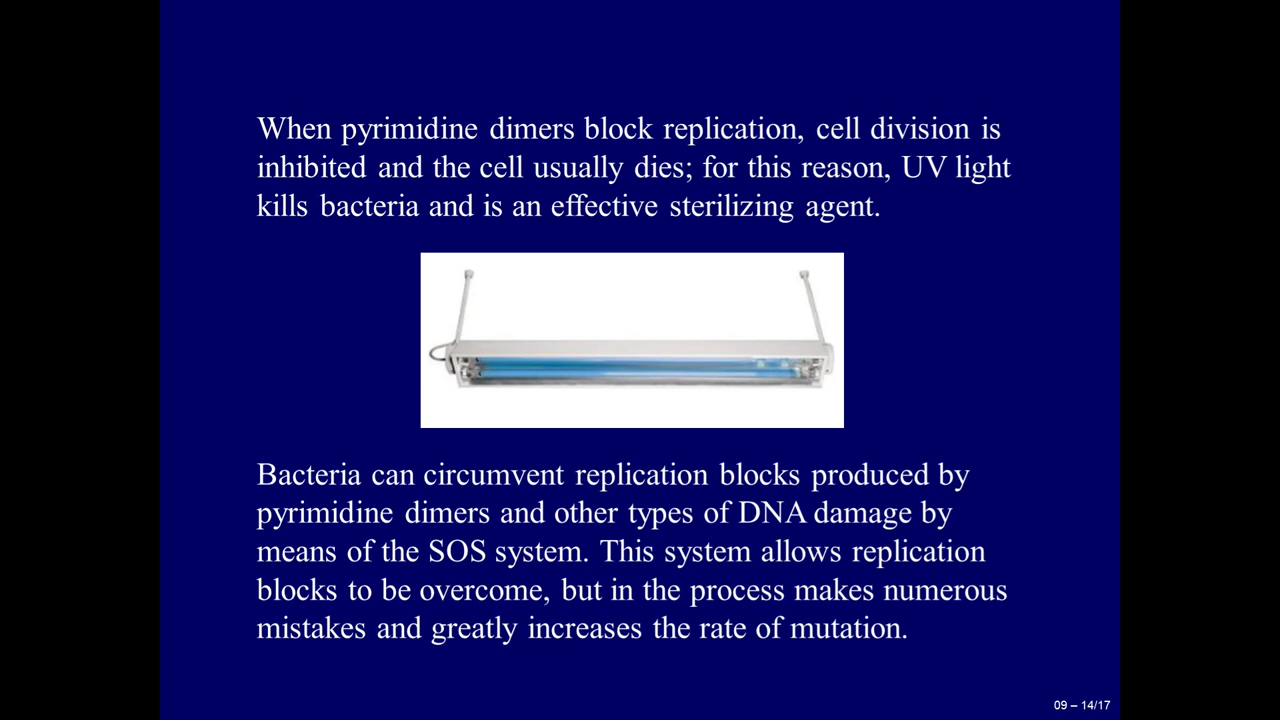 When pyrimidine dimers block replication, cell division is
inhibited and the cell usually dies; for this reason, UV light
kills bacteria and is an effective sterilizing agent.
Bacteria can circumvent replication blocks produced by
pyrimidine dimers and other types of DNA damage by
means of the SOS system. This system allows replication
blocks to be overcome, but in the process makes numerous
mistakes and greatly increases the rate of mutation.
09 – 14/17